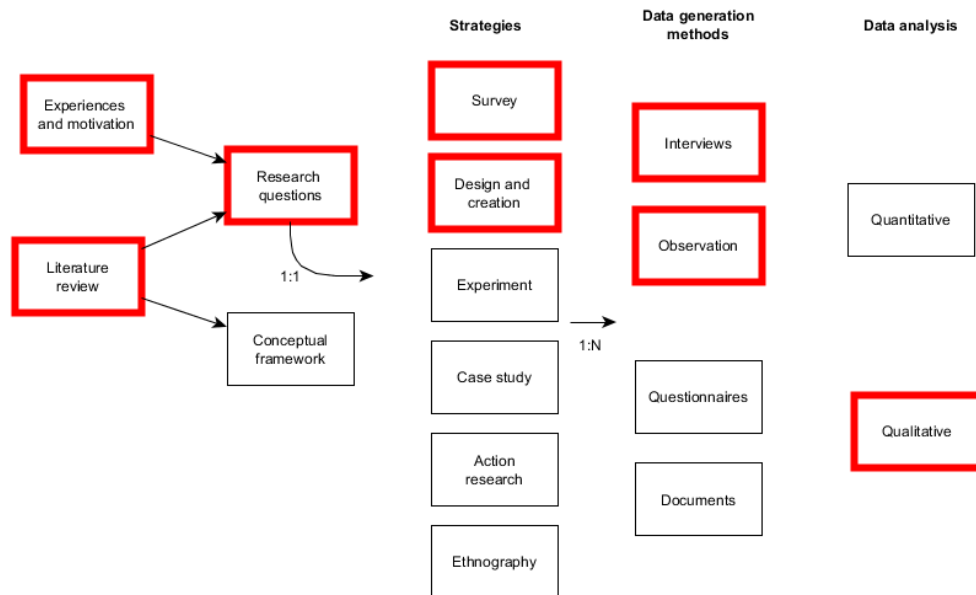 Strategies
Data generation
methods
Data analysis
Experiences
and motivation
Literature
review
Research
questions
1:1
Conceptual
framework
Survey
Design and
creation
Experiment
Case study
Action
research
Ethnography
1:N
Interviews
Observation
Questionnaires
Documents
Quantitative
Qualitative